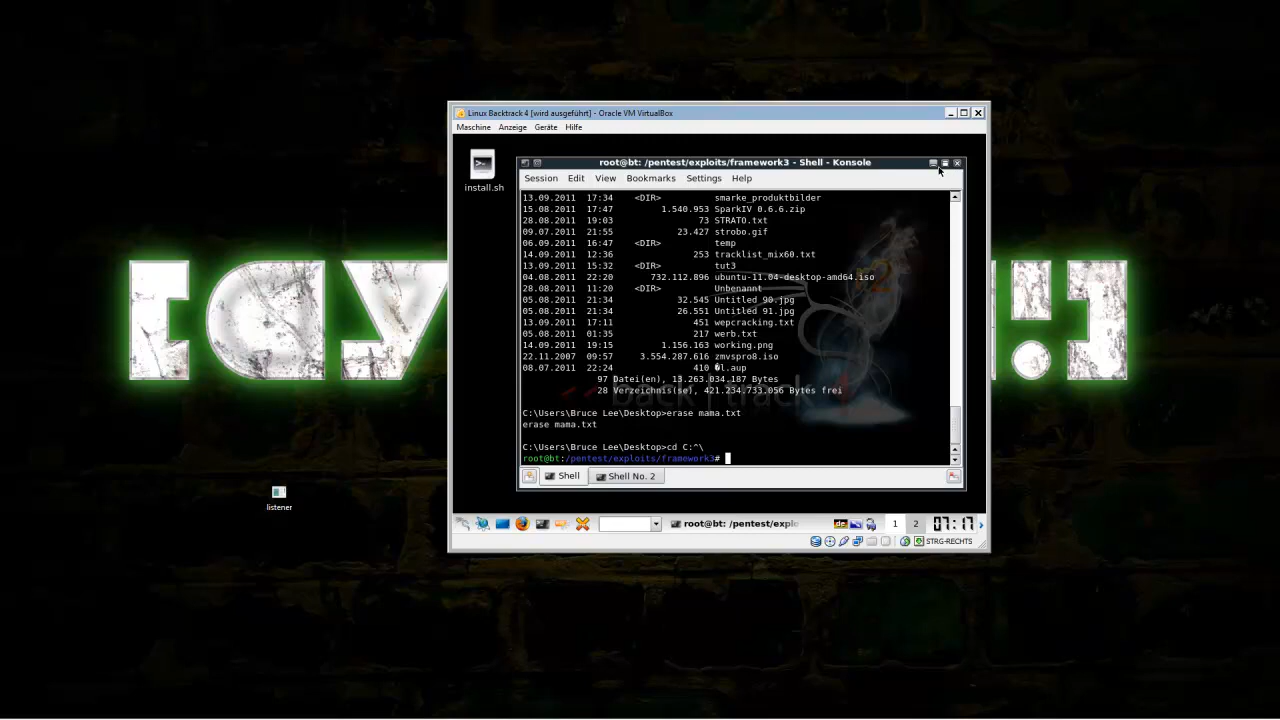 Linux Backtrack 4 [wird ausgeführt] - Oracle VM VirtualBox
Maschine Anzeige Geräte Hilfe
root@bt: /pentest/exploits/framework3 - Shell - Konsole
install.sh
Session Edit View Bookmarks Settings Help
13.09.2011 17:34 <DIR> smarke_produktbilder
15.08.2011 17:47 1.540.953 SparkIV 0.6.6.zip
28.08.2011 19:03 73 STRATO.txt
09.07.2011 21:55 23.427 strobo.gif
06.09.2011 16:47 <DIR> temp
14.09.2011 12:36 253 tracklist_mix60.txt
13.09.2011 15:32 <DIR> tut3
04.08.2011 22:20 732.112.896 ubuntu-11.04-desktop-amd64.iso
28.08.2011 11:20 <DIR> Unbenannt
05.08.2011 21:34 32.545 Untitled 90.jpg
05.08.2011 21:34 26.551 Untitled 91.jpg
13.09.2011 17:11 451 wepcracking.txt
05.08.2011 01:35 217 werb.txt
14.09.2011 19:15 1.156.163 working.png
22.11.2007 09:57 3.554.287.616 zmvspro8.iso
08.07.2011 22:24 410 �l.aup
97 Datei(en), 13.263.034.187 Bytes
28 Verzeichnis(se), 421.234.733.056 Bytes frei
<< back | track 4
C:\Users\Bruce Lee\Desktop>erase mama.txt
erase mama.txt
C:\Users\Bruce Lee\Desktop>cd C:^\
root@bt:/pentest/exploits/framework3#
Shell Shell No. 2
listener
root@bt: /pentest/explo
de
1 2 07:17
STRG-RECHTS